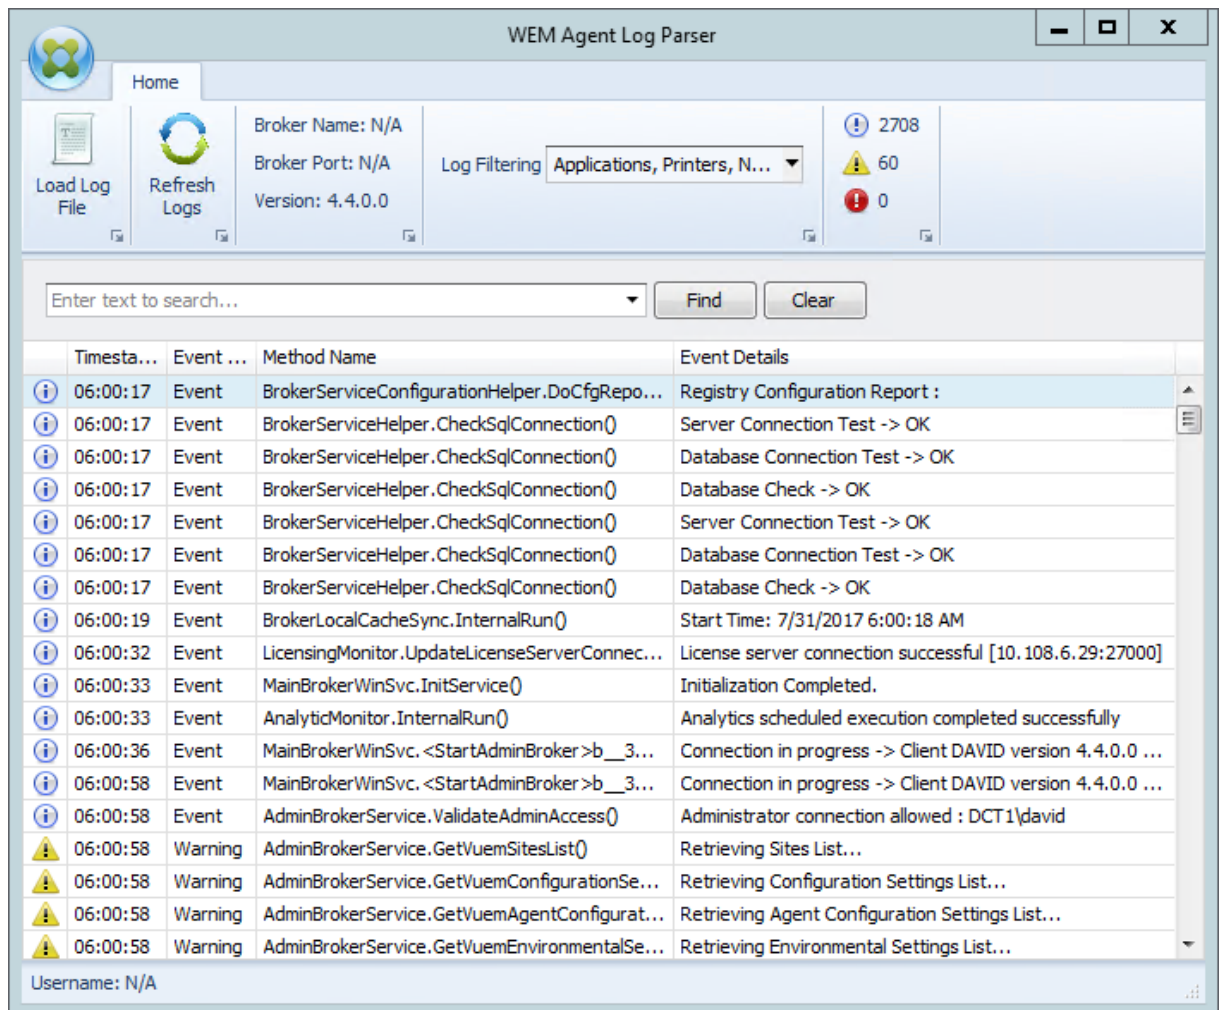 WEM Agent Log Parser
Home
Load Log File
Refresh Logs
Broker Name: N/A
Broker Port: N/A
Version: 4.4.0.0
Log Filtering Applications, Printers, N...
2708
60
0
Enter text to search...
Find
Clear
Timesta... Event ... Method Name Event Details
06:00:17 Event BrokerServiceConfigurationHelper.DoCfgRepo... Registry Configuration Report :
06:00:17 Event BrokerServiceHelper.CheckSqlConnection() Server Connection Test -> OK
06:00:17 Event BrokerServiceHelper.CheckSqlConnection() Database Connection Test -> OK
06:00:17 Event BrokerServiceHelper.CheckSqlConnection() Database Check -> OK
06:00:17 Event BrokerServiceHelper.CheckSqlConnection() Server Connection Test -> OK
06:00:17 Event BrokerServiceHelper.CheckSqlConnection() Database Connection Test -> OK
06:00:17 Event BrokerServiceHelper.CheckSqlConnection() Database Check -> OK
06:00:19 Event BrokerLocalCacheSync.InternalRun() Start Time: 7/31/2017 6:00:18 AM
06:00:32 Event LicensingMonitor.UpdateLicenseServerConnec... License server connection successful [10.108.6.29:27000]
06:00:33 Event MainBrokerWinSvc.InitService() Initialization Completed.
06:00:33 Event AnalyticMonitor.InternalRun() Analytics scheduled execution completed successfully
06:00:36 Event MainBrokerWinSvc.<StartAdminBroker>b__3... Connection in progress -> Client DAVID version 4.4.0.0 ...
06:00:58 Event MainBrokerWinSvc.<StartAdminBroker>b__3... Connection in progress -> Client DAVID version 4.4.0.0 ...
06:00:58 Event AdminBrokerService.ValidateAdminAccess() Administrator connection allowed : DCT1\david
06:00:58 Warning AdminBrokerService.GetVuemSitesList() Retrieving Sites List...
06:00:58 Warning AdminBrokerService.GetVuemConfigurationSe... Retrieving Configuration Settings List...
06:00:58 Warning AdminBrokerService.GetVuemAgentConfigurat... Retrieving Agent Configuration Settings List...
06:00:58 Warning AdminBrokerService.GetVuemEnvironmentalSe... Retrieving Environmental Settings List...
Username: N/A